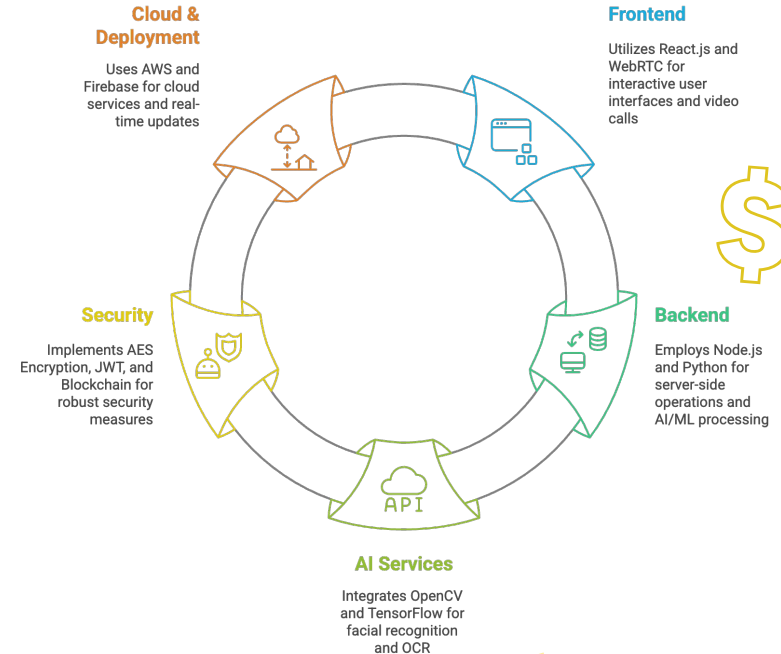 Cloud &
Deployment
Uses AWS and
Firebase for cloud
services and real-
time updates
Frontend
Utilizes React.js and
WebRTC for
interactive user
interfaces and video
calls
$
Security
Implements AES
Encryption, JWT, and
Blockchain for
robust security
measures
Backend
Employs Node.js
and Python for
server-side
operations and
AI/ML processing
API
AI Services
Integrates OpenCV
and TensorFlow for
facial recognition
and OCR